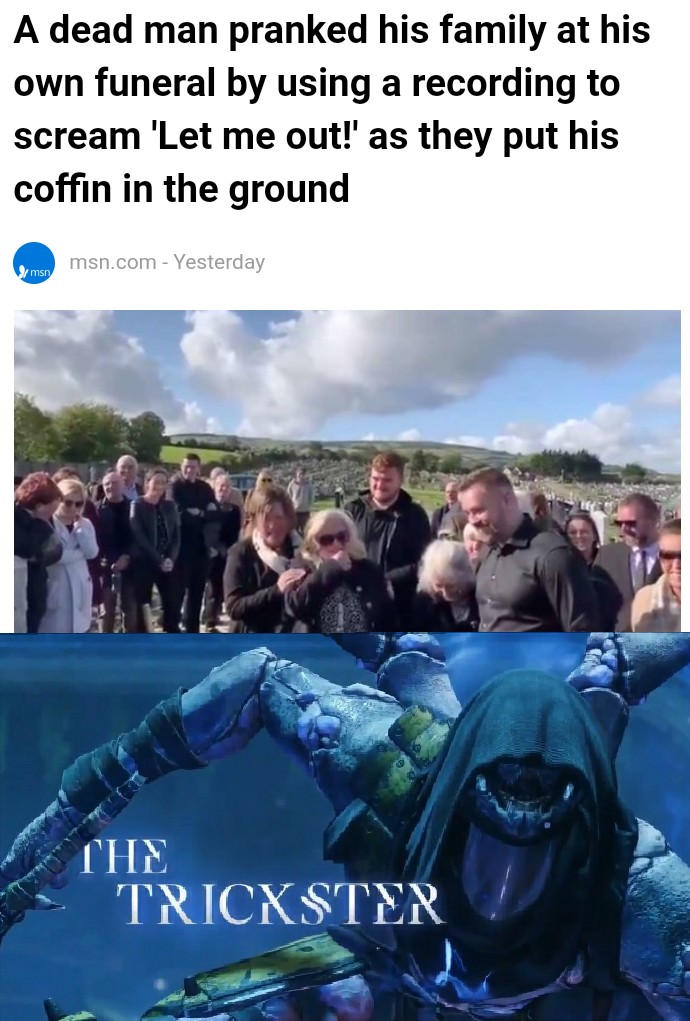 A dead man pranked his family at his
own funeral by using a recording to
scream 'Let me out!' as they put his
coffin in the ground
msn
msn.com - Yesterday
THE
TRICKSTER